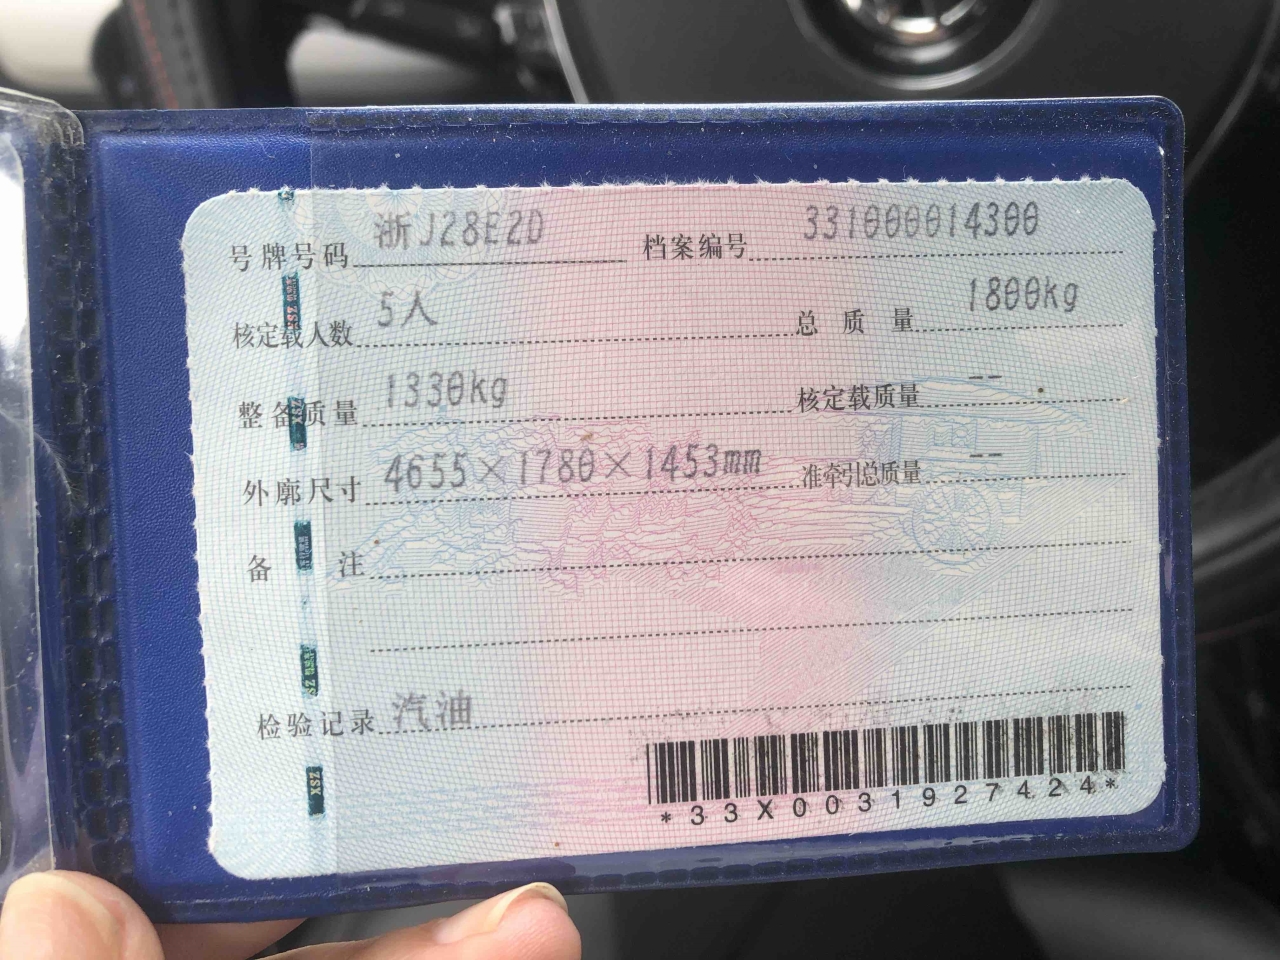 号牌号码 浙J28E2D 档案编号 331000014300
核定载人数 5人 总质量 1800kg
整备质量 1330kg 核定载质量 --
外廓尺寸 4655×1780×1453mm 准牵引总质量 --
备注
检验记录 汽油
*33X0031927424*
XSZ